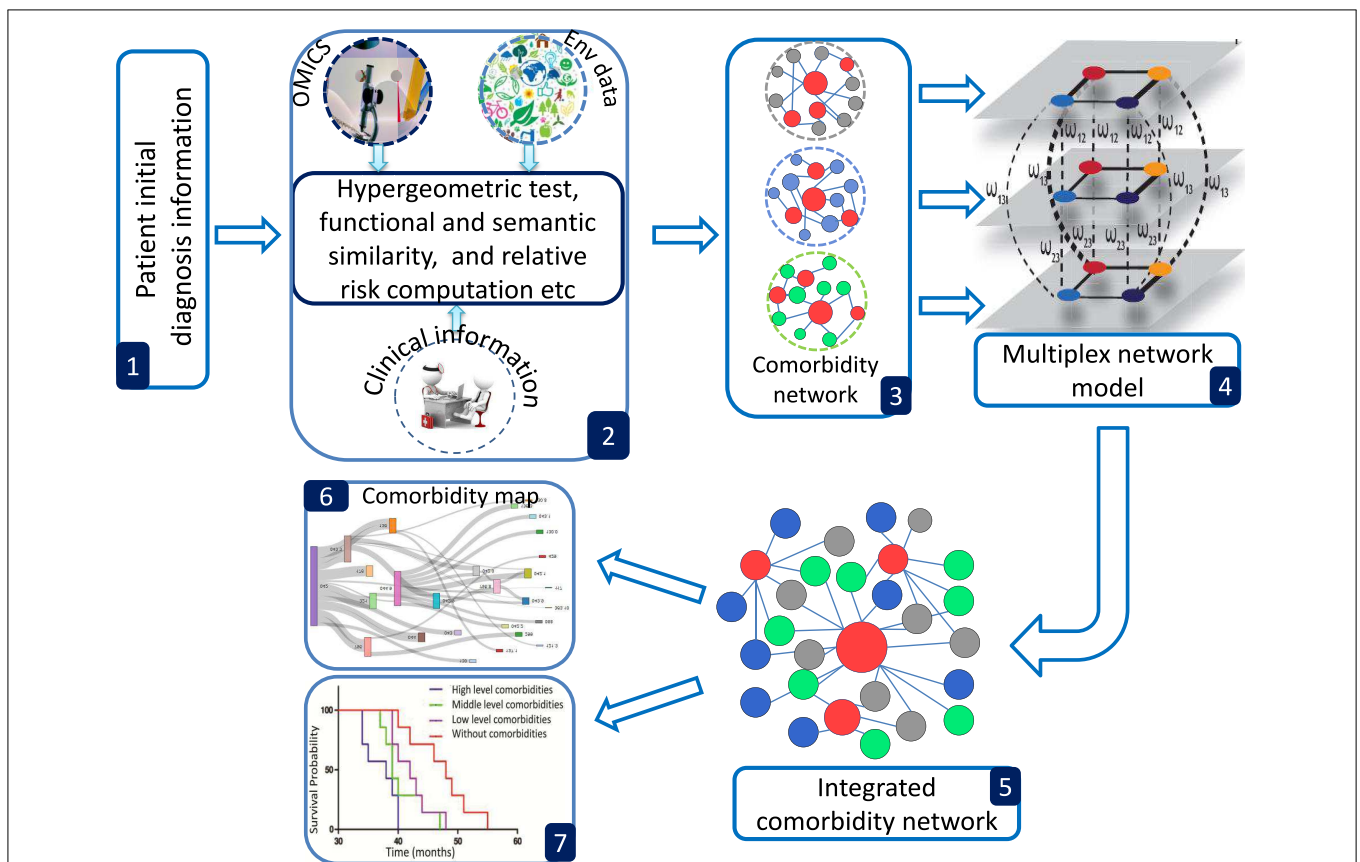 Patient initial
diagnosis information
1
OMICS
Env data
Hypergeometric test,
functional and semantic
similarity, and relative
risk computation etc
Clinical information
2
Comorbidity
network
3
ω12 ω12 ω12 ω12
ω13 ω13 ω13 ω13
ω23 ω23 ω23 ω23
Multiplex network
model
4
Integrated
comorbidity network
5
6
Comorbidity map
High level comorbidities
Middle level comorbidities
Low level comorbidities
Without comorbidities
Survival Probability
100
50
0
30 40 50 60
Time (months)
7